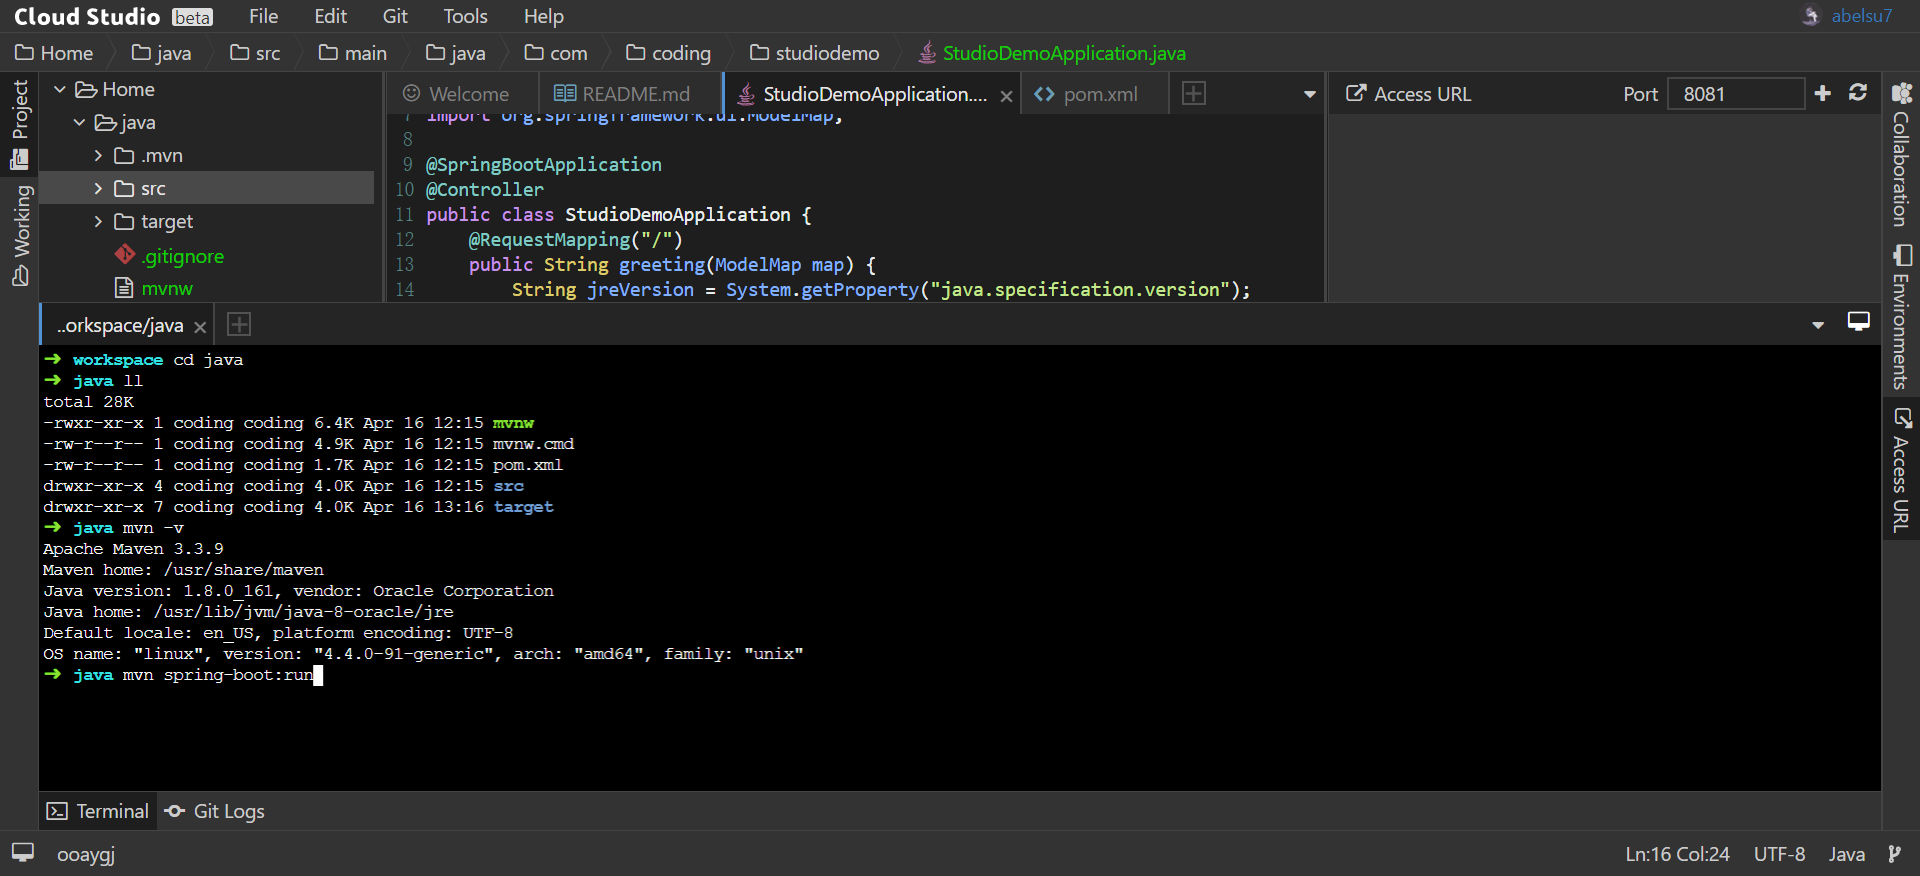 Cloud Studio beta File Edit Git Tools Help abelsu7
Home java src main java com coding studiodemo StudioDemoApplication.java
Project
Working
Home
java
.mvn
src
target
.gitignore
mvnw
Welcome README.md StudioDemoApplication.... pom.xml
7 import org.springframework.ui.ModelMap;
8
9 @SpringBootApplication
10 @Controller
11 public class StudioDemoApplication {
12 @RequestMapping("/")
13 public String greeting(ModelMap map) {
14 String jreVersion = System.getProperty("java.specification.version");
Access URL Port 8081
Collaboration
Environments
Access URL
..orkspace/java
➜ workspace cd java
➜ java ll
total 28K
-rwxr-xr-x 1 coding coding 6.4K Apr 16 12:15 mvnw
-rw-r--r-- 1 coding coding 4.9K Apr 16 12:15 mvnw.cmd
-rw-r--r-- 1 coding coding 1.7K Apr 16 12:15 pom.xml
drwxr-xr-x 4 coding coding 4.0K Apr 16 12:15 src
drwxr-xr-x 7 coding coding 4.0K Apr 16 13:16 target
➜ java mvn -v
Apache Maven 3.3.9
Maven home: /usr/share/maven
Java version: 1.8.0_161, vendor: Oracle Corporation
Java home: /usr/lib/jvm/java-8-oracle/jre
Default locale: en_US, platform encoding: UTF-8
OS name: "linux", version: "4.4.0-91-generic", arch: "amd64", family: "unix"
➜ java mvn spring-boot:run
Terminal Git Logs
ooaygj Ln:16 Col:24 UTF-8 Java